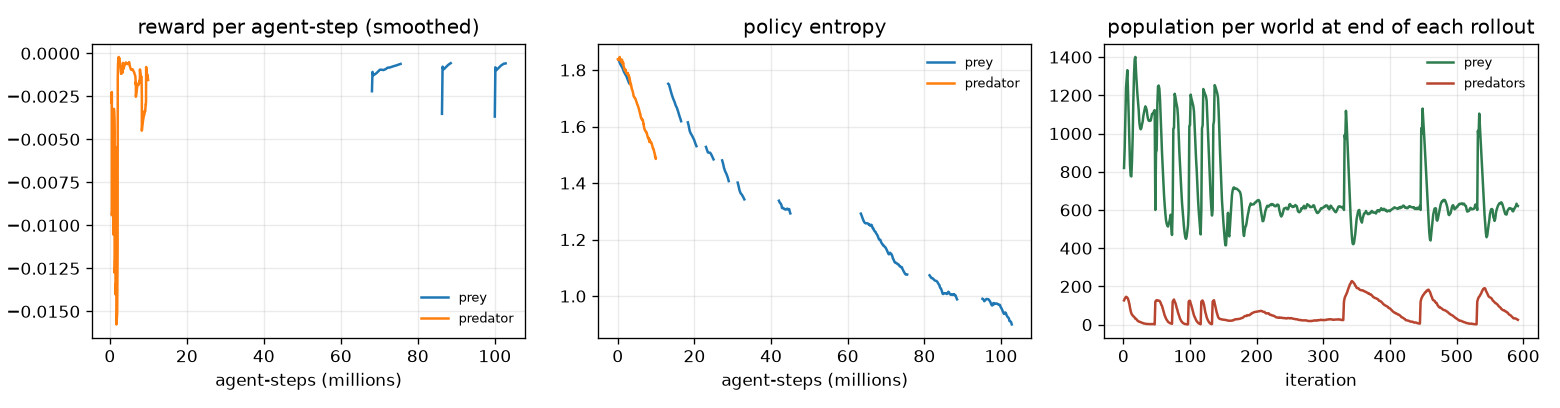 reward per agent-step (smoothed)
0.0000
−0.0025
−0.0050
−0.0075
−0.0100
−0.0125
−0.0150
prey
predator
0 20 40 60 80 100
agent-steps (millions)
policy entropy
1.8
1.6
1.4
1.2
1.0
prey
predator
0 20 40 60 80 100
agent-steps (millions)
population per world at end of each rollout
1400
1200
1000
800
600
400
200
0
prey
predators
0 100 200 300 400 500 600
iteration